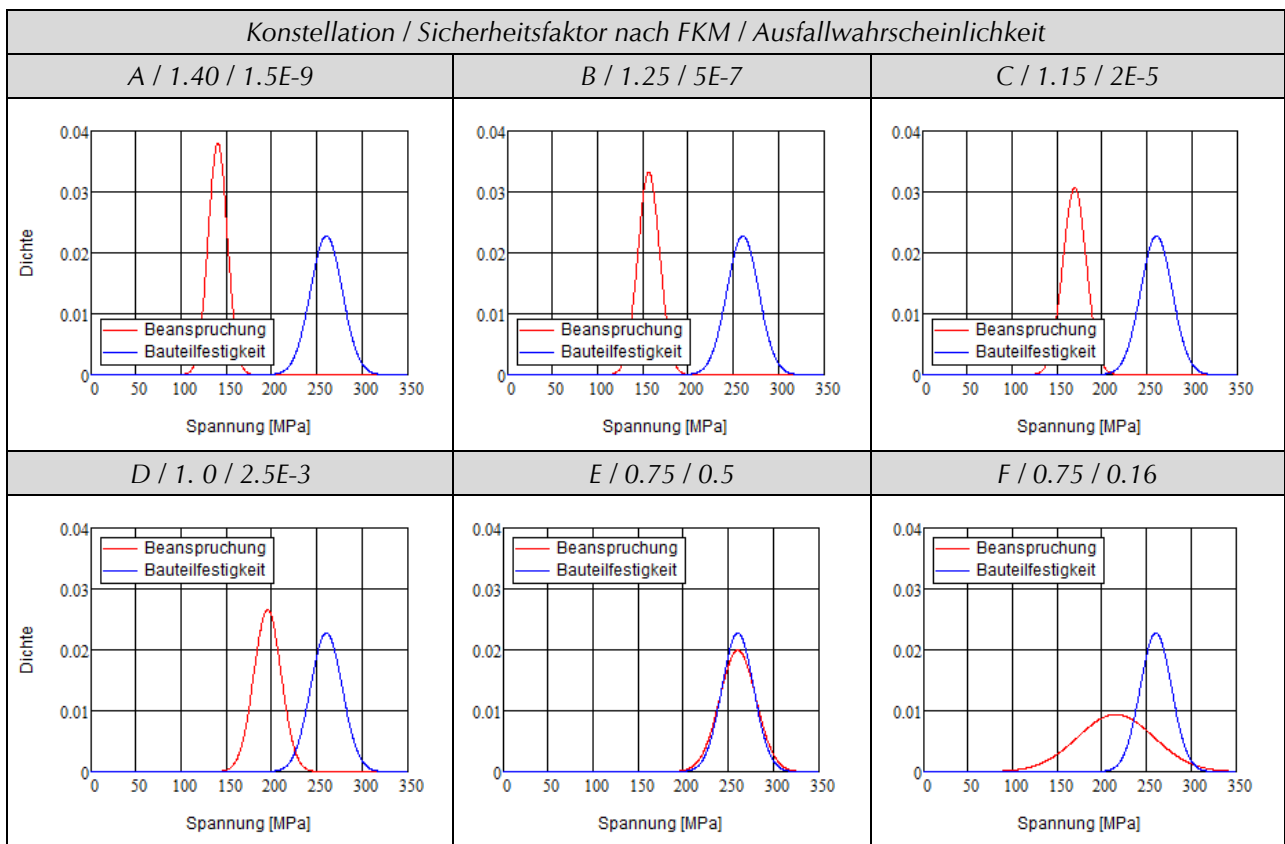 Konstellation / Sicherheitsfaktor nach FKM / Ausfallwahrscheinlichkeit
A / 1.40 / 1.5E-9
B / 1.25 / 5E-7
C / 1.15 / 2E-5
0.04
0.03
0.02
0.01
0
Dichte
Beanspruchung
Bauteilfestigkeit
0 50 100 150 200 250 300 350
Spannung [MPa]
0.04
0.03
0.02
0.01
0
Beanspruchung
Bauteilfestigkeit
0 50 100 150 200 250 300 350
Spannung [MPa]
0.04
0.03
0.02
0.01
0
Beanspruchung
Bauteilfestigkeit
0 50 100 150 200 250 300 350
Spannung [MPa]
D / 1. 0 / 2.5E-3
E / 0.75 / 0.5
F / 0.75 / 0.16
0.04
0.03
0.02
0.01
0
Dichte
Beanspruchung
Bauteilfestigkeit
0 50 100 150 200 250 300 350
Spannung [MPa]
0.04
0.03
0.02
0.01
0
Beanspruchung
Bauteilfestigkeit
0 50 100 150 200 250 300 350
Spannung [MPa]
0.04
0.03
0.02
0.01
0
Beanspruchung
Bauteilfestigkeit
0 50 100 150 200 250 300 350
Spannung [MPa]